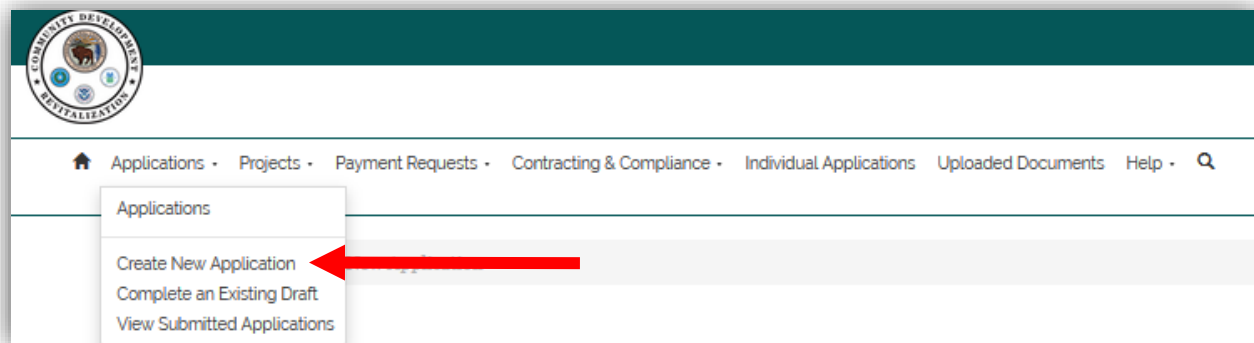 COMMUNITY DEVELOPMENT
REVITALIZATION
Applications Projects Payment Requests Contracting & Compliance Individual Applications Uploaded Documents Help
Applications
Create New Application
Complete an Existing Draft
View Submitted Applications